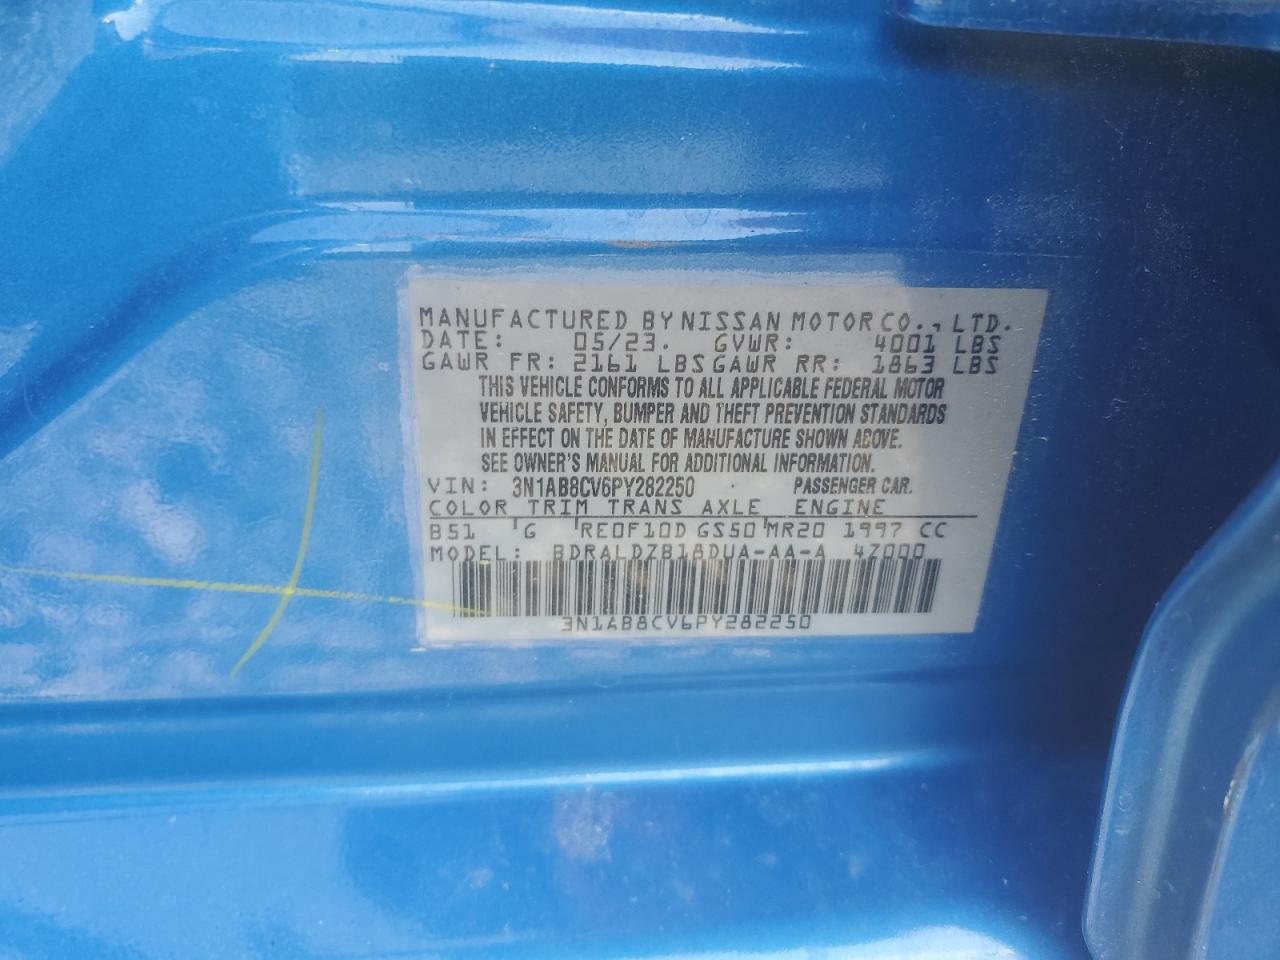 MANUFACTURED BY NISSAN MOTOR CO., LTD.
DATE: 05/23. GVWR: 4001 LBS
GAWR FR: 2161 LBS GAWR RR: 1863 LBS
THIS VEHICLE CONFORMS TO ALL APPLICABLE FEDERAL MOTOR
VEHICLE SAFETY, BUMPER AND THEFT PREVENTION STANDARDS
IN EFFECT ON THE DATE OF MANUFACTURE SHOWN ABOVE.
SEE OWNER'S MANUAL FOR ADDITIONAL INFORMATION.
VIN: 3N1AB8CV6PY282250 PASSENGER CAR.
COLOR TRIM TRANS AXLE ENGINE
B51 G RE0F10D GS50 MR20 1997 CC
MODEL: BDRALDZB18DUA-AA-A 4Z000
3N1AB8CV6PY282250